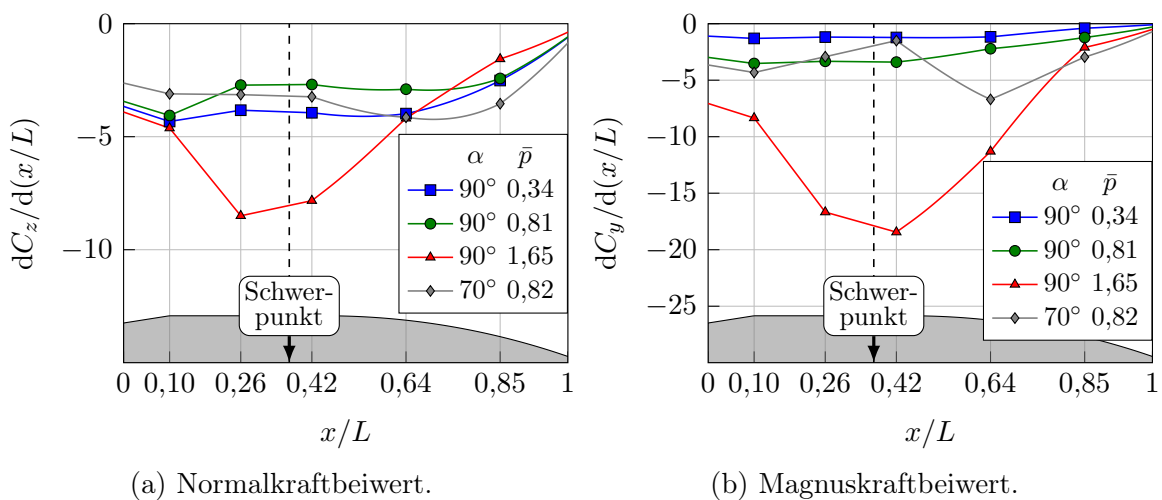 0
−5
−10
dC_z/d(x/L)
α p̄
90° 0,34
90° 0,81
90° 1,65
70° 0,82
Schwer-
punkt
0 0,10 0,26 0,42 0,64 0,85 1
x/L
(a) Normalkraftbeiwert.
0
−5
−10
−15
−20
−25
dC_y/d(x/L)
α p̄
90° 0,34
90° 0,81
90° 1,65
70° 0,82
Schwer-
punkt
0 0,10 0,26 0,42 0,64 0,85 1
x/L
(b) Magnuskraftbeiwert.